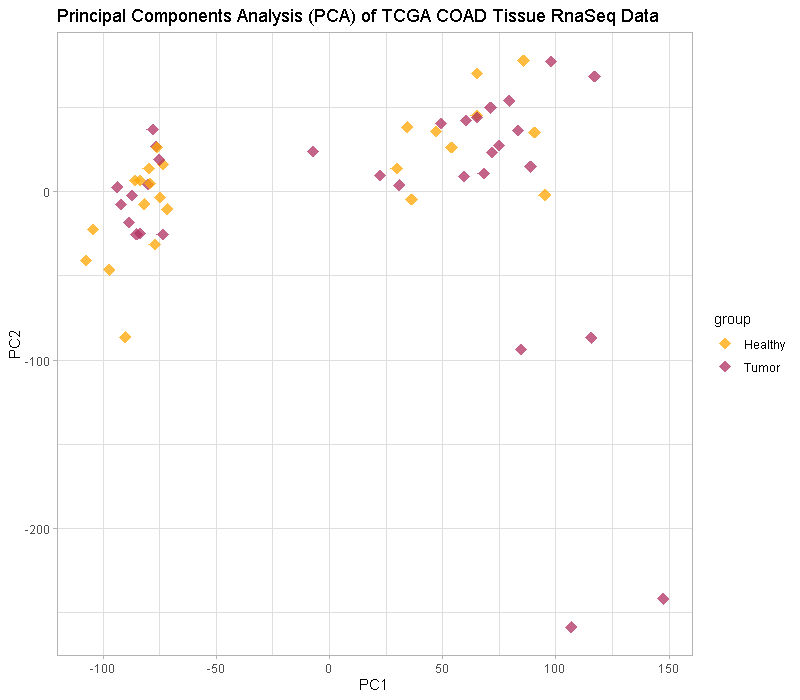 Principal Components Analysis (PCA) of TCGA COAD Tissue RnaSeq Data
0
-100
-200
PC2
-100
-50
0
50
100
150
PC1
group
Healthy
Tumor